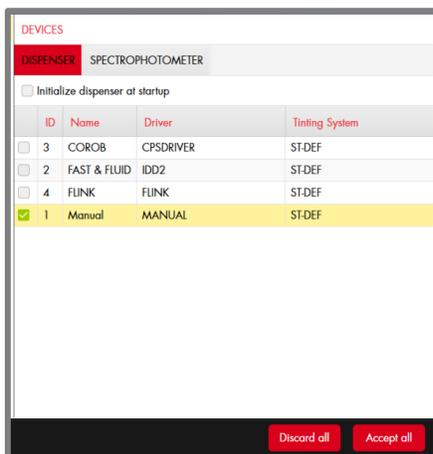 DEVICES
DISPENSER SPECTROPHOTOMETER
Initialize dispenser at startup
ID Name Driver Tinting System
3 COROB CPSDRIVER ST-DEF
2 FAST & FLUID IDD2 ST-DEF
4 FLINK FLINK ST-DEF
1 Manual MANUAL ST-DEF
Discard all Accept all